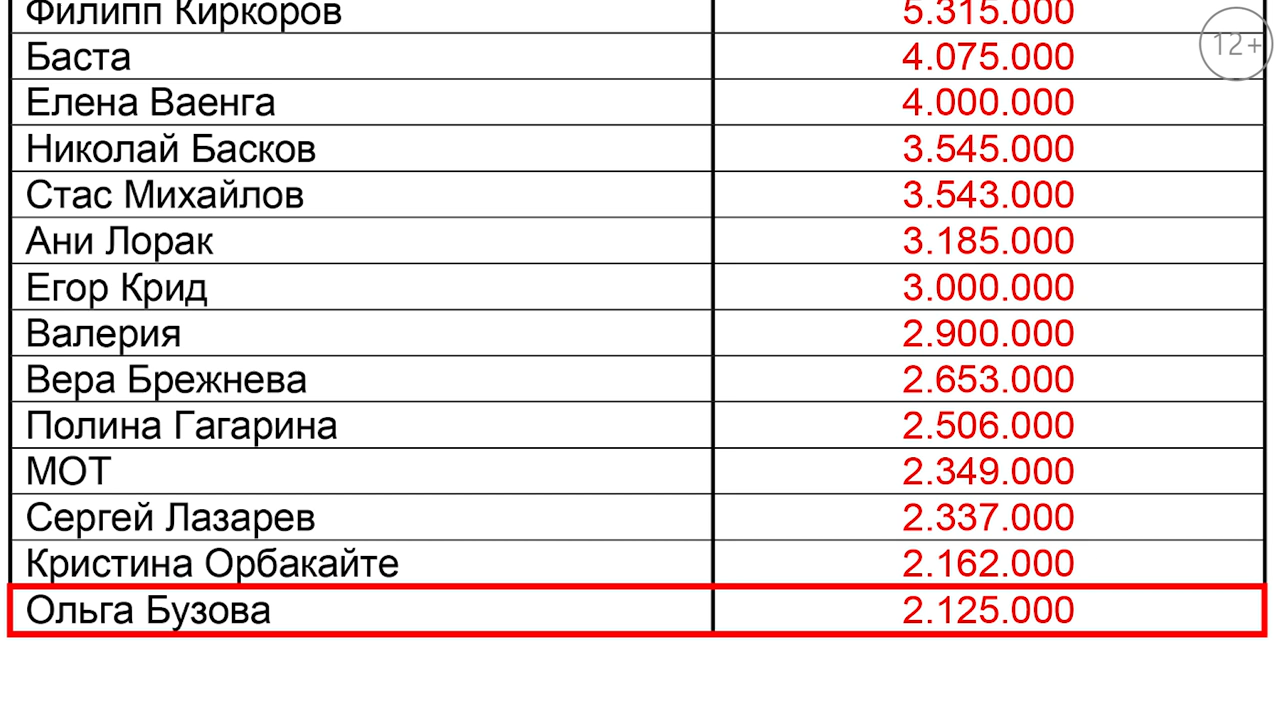 Филипп Киркоров 5.315.000
12+
Баста 4.075.000
Елена Ваенга 4.000.000
Николай Басков 3.545.000
Стас Михайлов 3.543.000
Ани Лорак 3.185.000
Егор Крид 3.000.000
Валерия 2.900.000
Вера Брежнева 2.653.000
Полина Гагарина 2.506.000
МОТ 2.349.000
Сергей Лазарев 2.337.000
Кристина Орбакайте 2.162.000
Ольга Бузова 2.125.000